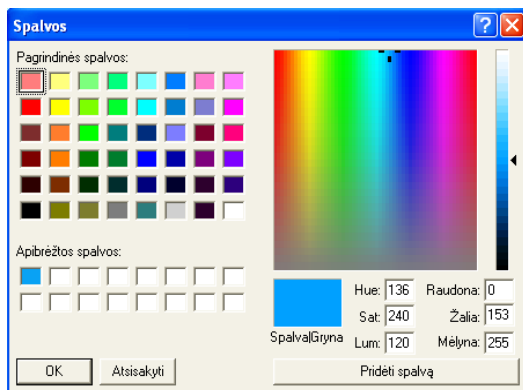 Spalvos
Pagrindinės spalvos:
Apibrėžtos spalvos:
Hue: 136 Raudona: 0
Sat: 240 Žalia: 153
Spalva|Gryna Lum: 120 Mėlyna: 255
OK Atsisakyti Pridėti spalvą